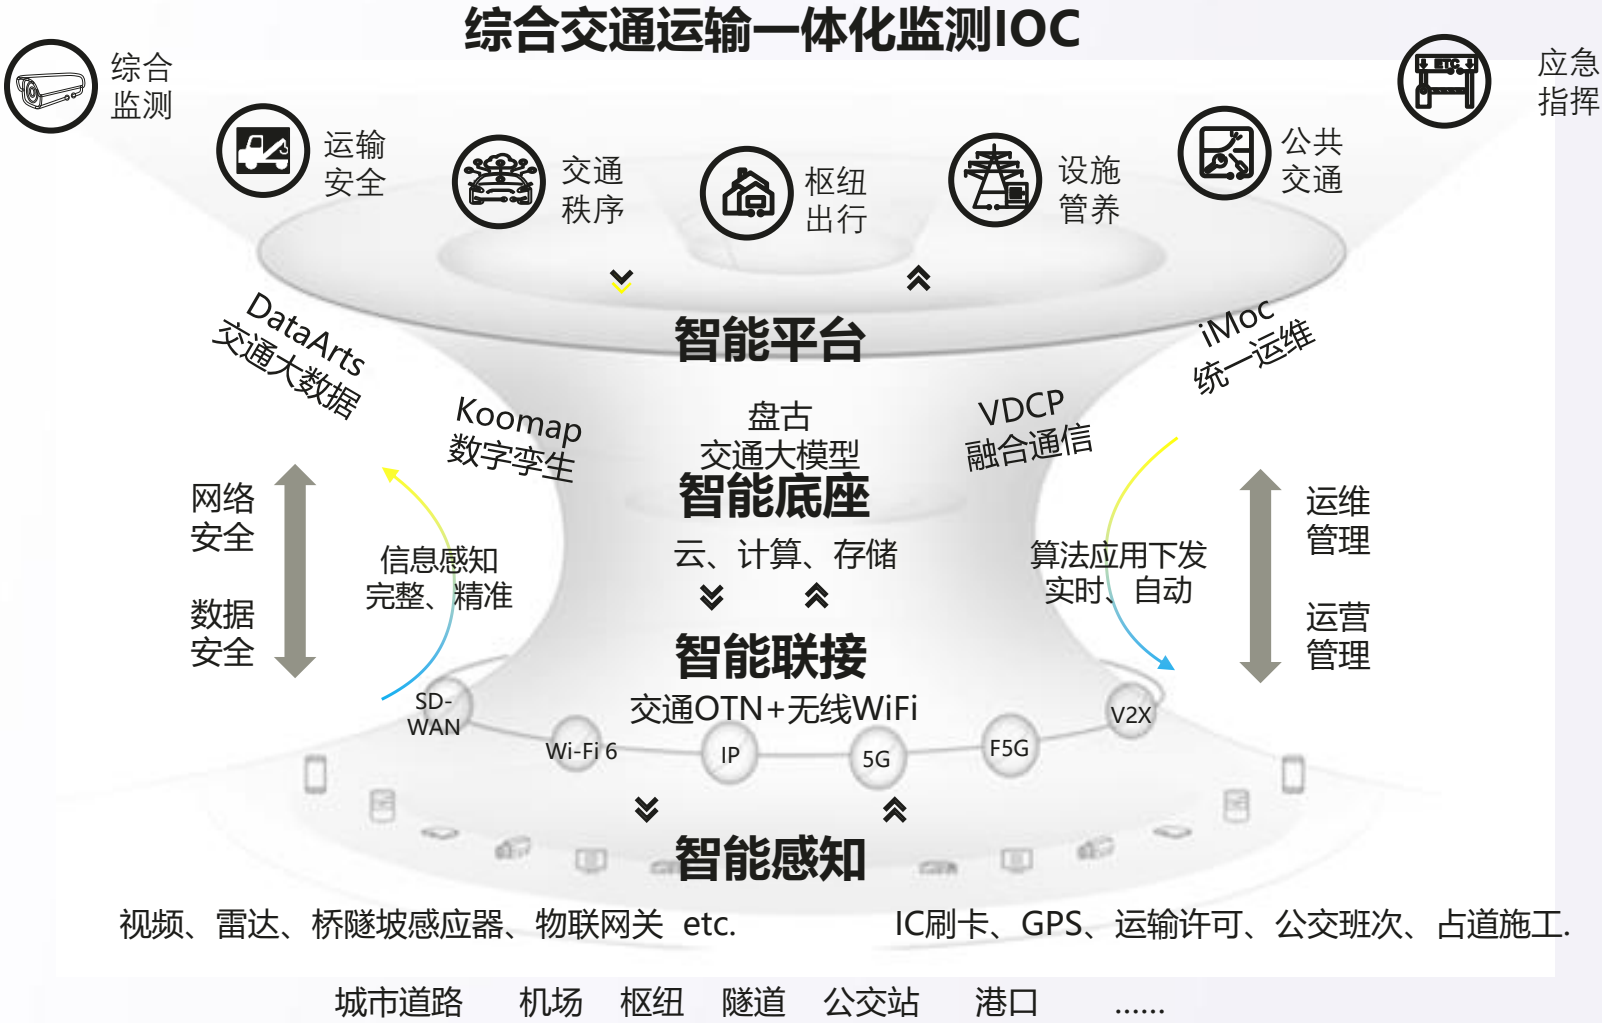 综合交通运输一体化监测IOC
综合
监测
运输
安全
交通
秩序
枢纽
出行
设施
管养
公共
交通
ETC
应急
指挥
智能平台
DataArts
交通大数据
Koomap
数字孪生
盘古
交通大模型
VDCP
融合通信
iMoc
统一运维
智能底座
云、计算、存储
网络
安全
数据
安全
信息感知
完整、精准
算法应用下发
实时、自动
运维
管理
运营
管理
智能联接
交通OTN+无线WiFi
SD-
WAN
Wi-Fi 6
IP
5G
F5G
V2X
智能感知
视频、雷达、桥隧坡感应器、物联网关 etc.
IC刷卡、GPS、运输许可、公交班次、占道施工.
城市道路 机场 枢纽 隧道 公交站 港口 ......